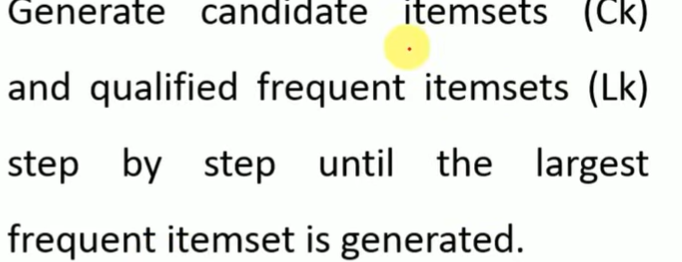 Generate candidate itemsets (Ck)
and qualified frequent itemsets (Lk)
step by step until the largest
frequent itemset is generated.